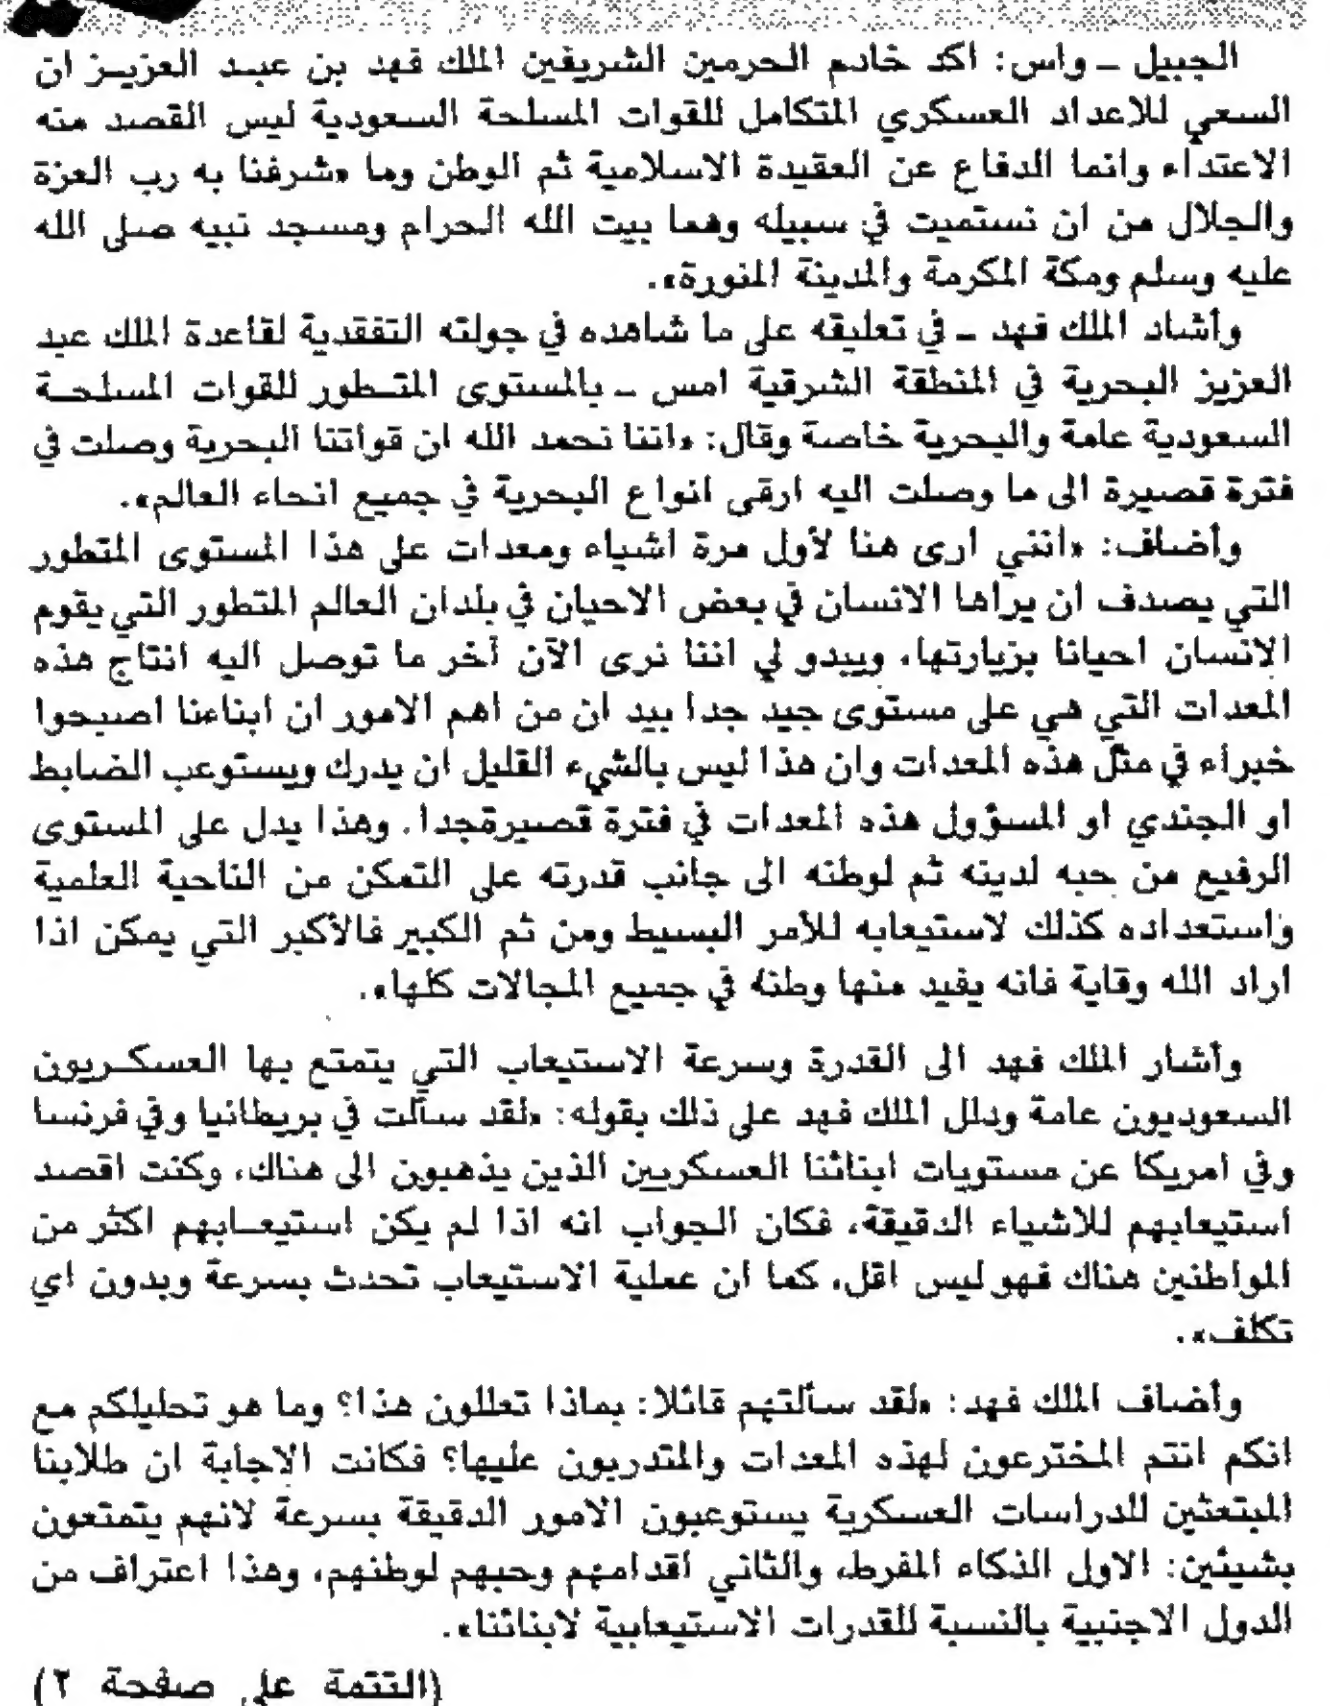 الجبيل ـ واس: اكد خادم الحرمين الشريفين الملك فهد بن عبد العزيز ان
السعي للاعداد العسكري المتكامل للقوات المسلحة السعودية ليس القصد منه
الاعتداء وانما الدفاع عن العقيدة الاسلامية ثم الوطن وما «شرفنا به رب العزة
والجلال من ان نستميت في سبيله وهما بيت الله الحرام ومسجد نبيه صلى الله
عليه وسلم ومكة المكرمة والمدينة المنورة».
وأشاد الملك فهد ـ في تعليقه على ما شاهده في جولته التفقدية لقاعدة الملك عبد
العزيز البحرية في المنطقة الشرقية امس ـ بالمستوى المتطور للقوات المسلحة
السعودية عامة والبحرية خاصة وقال: «اننا نحمد الله ان قواتنا البحرية وصلت في
فترة قصيرة الى ما وصلت اليه ارقى انواع البحرية في جميع انحاء العالم».
وأضاف: «انني ارى هنا لأول مرة اشياء ومعدات على هذا المستوى المتطور
التي يصدف ان يراها الانسان في بعض الاحيان في بلدان العالم المتطور التي يقوم
الانسان احيانا بزيارتها، ويبدو لي اننا نرى الآن آخر ما توصل اليه انتاج هذه
المعدات التي هي على مستوى جيد جدا بيد ان من اهم الامور ان ابناءنا اصبحوا
خبراء في مثل هذه المعدات وان هذا ليس بالشيء القليل ان يدرك ويستوعب الضابط
او الجندي او المسؤول هذه المعدات في فترة قصيرةجدا. وهذا يدل على المستوى
الرفيع من حبه لدينه ثم لوطنه الى جانب قدرته على التمكن من الناحية العلمية
واستعداده كذلك لاستيعابه للأمر البسيط ومن ثم الكبير فالأكبر التي يمكن اذا
اراد الله وقاية فانه يفيد منها وطنه في جميع المجالات كلها».
وأشار الملك فهد الى القدرة وسرعة الاستيعاب التي يتمتع بها العسكريون
السعوديون عامة ودلل الملك فهد على ذلك بقوله: «لقد سألت في بريطانيا وفي فرنسا
وفي امريكا عن مستويات ابنائنا العسكريين الذين يذهبون الى هناك، وكنت اقصد
استيعابهم للاشياء الدقيقة، فكان الجواب انه اذا لم يكن استيعابهم اكثر من
المواطنين هناك فهو ليس اقل، كما ان عملية الاستيعاب تحدث بسرعة وبدون اي
تكلف».
وأضاف الملك فهد: «لقد سألتهم قائلا: بماذا تعللون هذا؟ وما هو تحليلكم مع
انكم انتم المخترعون لهذه المعدات والمتدربون عليها؟ فكانت الاجابة ان طلابنا
المبتعثين للدراسات العسكرية يستوعبون الامور الدقيقة بسرعة لانهم يتمتعون
بشيئين: الاول الذكاء المفرط، والثاني اقدامهم وحبهم لوطنهم، وهذا اعتراف من
الدول الاجنبية بالنسبة للقدرات الاستيعابية لابنائنا».
(التتمة على صفحة ٢)